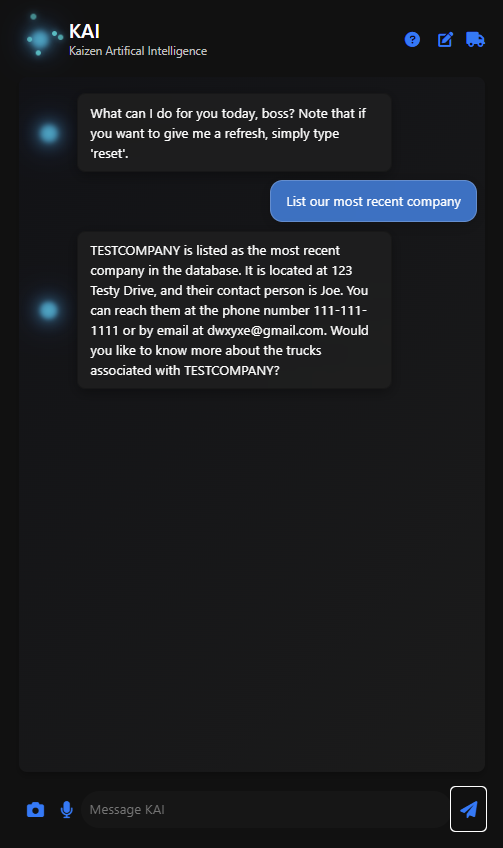 KAI
Kaizen Artifical Intelligence
What can I do for you today, boss? Note that if
you want to give me a refresh, simply type
'reset'.
List our most recent company
TESTCOMPANY is listed as the most recent
company in the database. It is located at 123
Testy Drive, and their contact person is Joe. You
can reach them at the phone number 111-111-
1111 or by email at dwxyxe@gmail.com. Would
you like to know more about the trucks
associated with TESTCOMPANY?
Message KAI